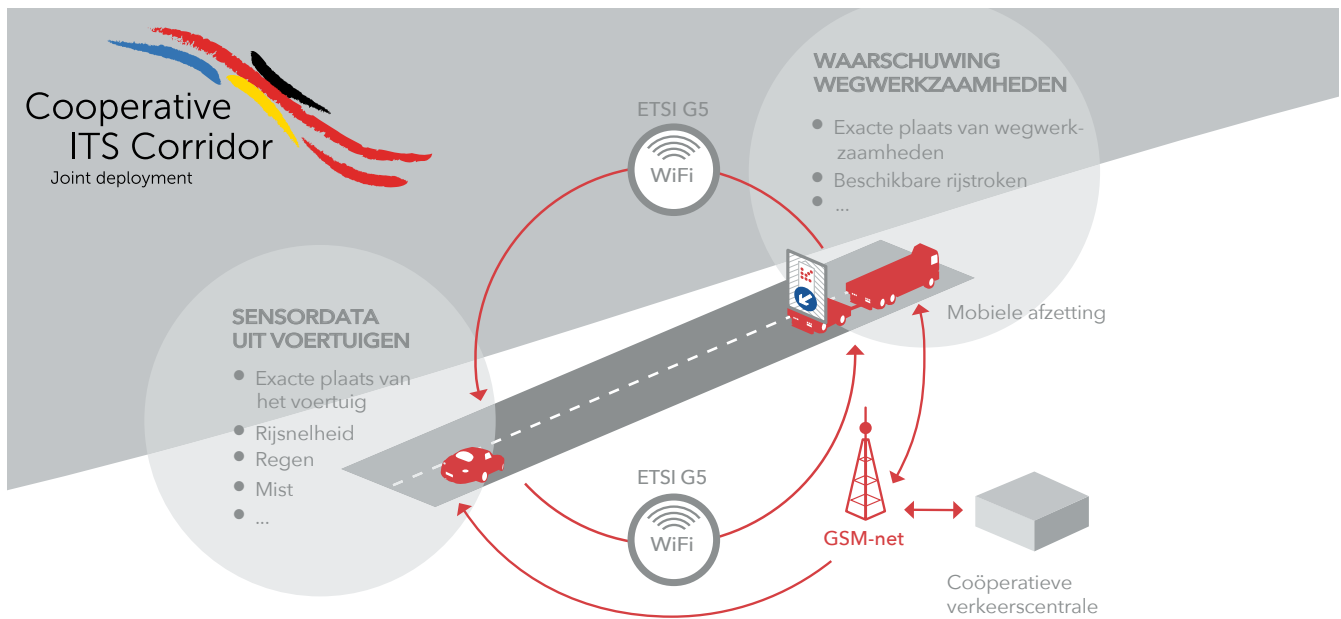 Cooperative
ITS Corridor
Joint deployment
ETSI G5
WiFi
WAARSCHUWING
WEGWERKZAAMHEDEN
• Exacte plaats van wegwerk-
zaamheden
• Beschikbare rijstroken
• ...
Mobiele afzetting
SENSORDATA
UIT VOERTUIGEN
• Exacte plaats van
het voertuig
• Rijsnelheid
• Regen
• Mist
• ...
ETSI G5
WiFi
GSM-net
Coöperatieve
verkeerscentrale